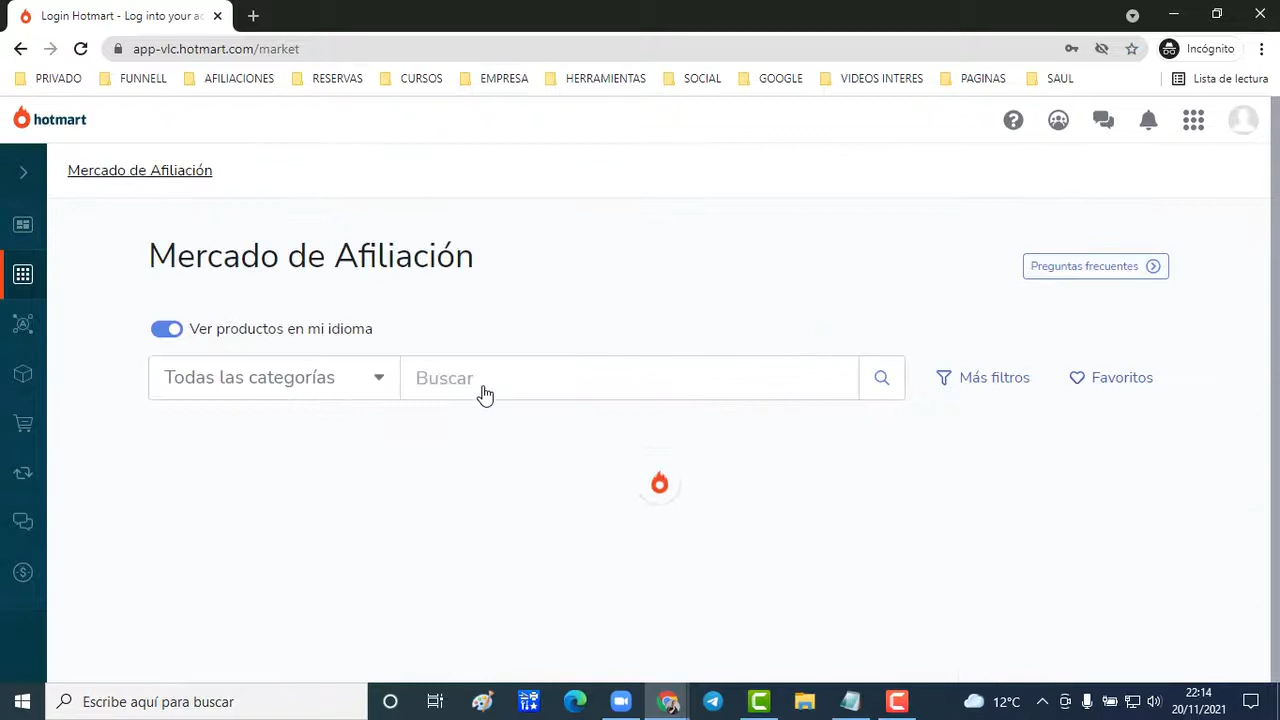 Login Hotmart - Log into your ac
app-vlc.hotmart.com/market
Incógnito
PRIVADO
FUNNELL
AFILIACIONES
RESERVAS
CURSOS
EMPRESA
HERRAMIENTAS
SOCIAL
GOOGLE
VIDEOS INTERES
PAGINAS
SAUL
Lista de lectura
hotmart
Mercado de Afiliación
Mercado de Afiliación
Preguntas frecuentes
Ver productos en mi idioma
Todas las categorías
Buscar
Más filtros
Favoritos
Escribe aquí para buscar
12°C
22:14
20/11/2021